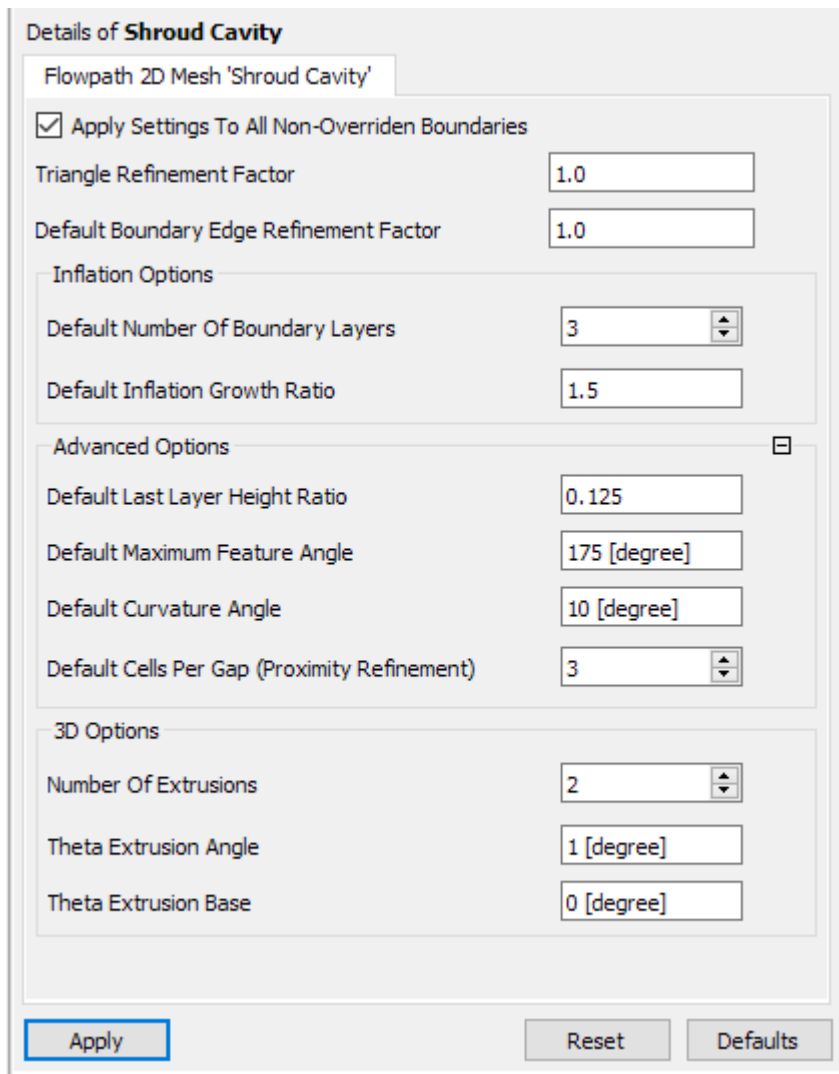 Details of Shroud Cavity
Flowpath 2D Mesh 'Shroud Cavity'
Apply Settings To All Non-Overriden Boundaries
Triangle Refinement Factor 1.0
Default Boundary Edge Refinement Factor 1.0
Inflation Options
Default Number Of Boundary Layers 3
Default Inflation Growth Ratio 1.5
Advanced Options
Default Last Layer Height Ratio 0.125
Default Maximum Feature Angle 175 [degree]
Default Curvature Angle 10 [degree]
Default Cells Per Gap (Proximity Refinement) 3
3D Options
Number Of Extrusions 2
Theta Extrusion Angle 1 [degree]
Theta Extrusion Base 0 [degree]
Apply Reset Defaults